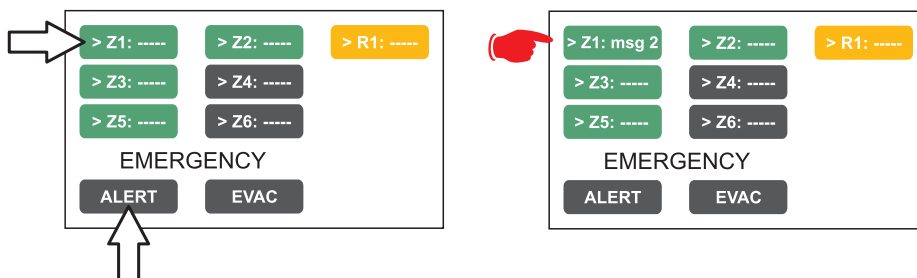 > Z1: -----
> Z2: -----
> R1: -----
> Z3: -----
> Z4: -----
> Z5: -----
> Z6: -----
EMERGENCY
ALERT
EVAC
> Z1: msg 2
> Z2: -----
> R1: -----
> Z3: -----
> Z4: -----
> Z5: -----
> Z6: -----
EMERGENCY
ALERT
EVAC